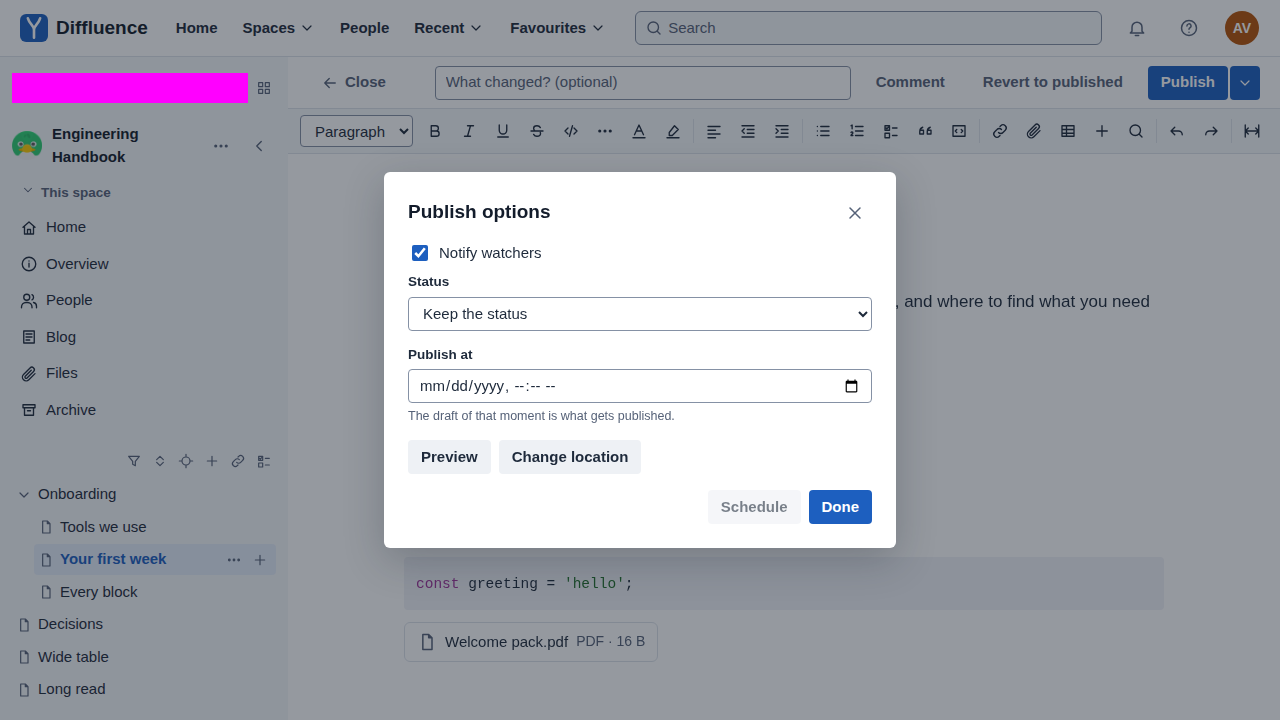 Diffluence
Home
Spaces
People
Recent
Favourites
Search
AV
Close
What changed? (optional)
Comment
Revert to published
Publish
Engineering
Handbook
Paragraph
This space
Home
Overview
People
Blog
Files
Archive
Onboarding
Tools we use
Your first week
Every block
Decisions
Wide table
Long read
, and where to find what you need
Publish options
Notify watchers
Status
Keep the status
Publish at
mm/dd/yyyy, --:-- --
The draft of that moment is what gets published.
Preview
Change location
Schedule
Done
const greeting = 'hello';
Welcome pack.pdf PDF · 16 B